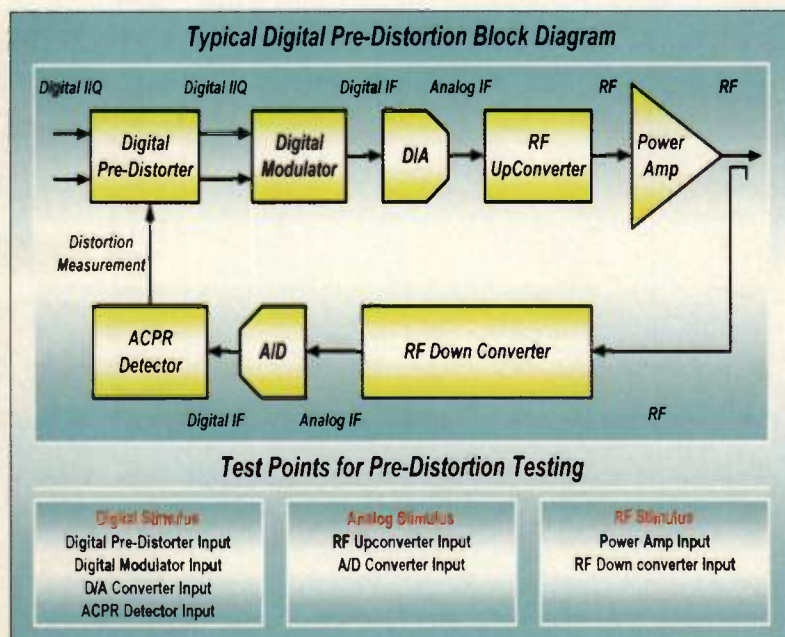 Typical Digital Pre-Distortion Block Diagram
Digital I/Q
Digital I/Q
Digital IF
Analog IF
RF
RF
Digital
Pre-Distorter
Digital
Modulator
D/A
RF
UpConverter
Power
Amp
Distortion
Measurement
ACPR
Detector
A/D
RF Down Converter
Digital IF
Analog IF
RF
Test Points for Pre-Distortion Testing
Digital Stimulus
Digital Pre-Distorter Input
Digital Modulator Input
D/A Converter Input
ACPR Detector Input
Analog Stimulus
RF Upconverter Input
A/D Converter Input
RF Stimulus
Power Amp Input
RF Down converter Input